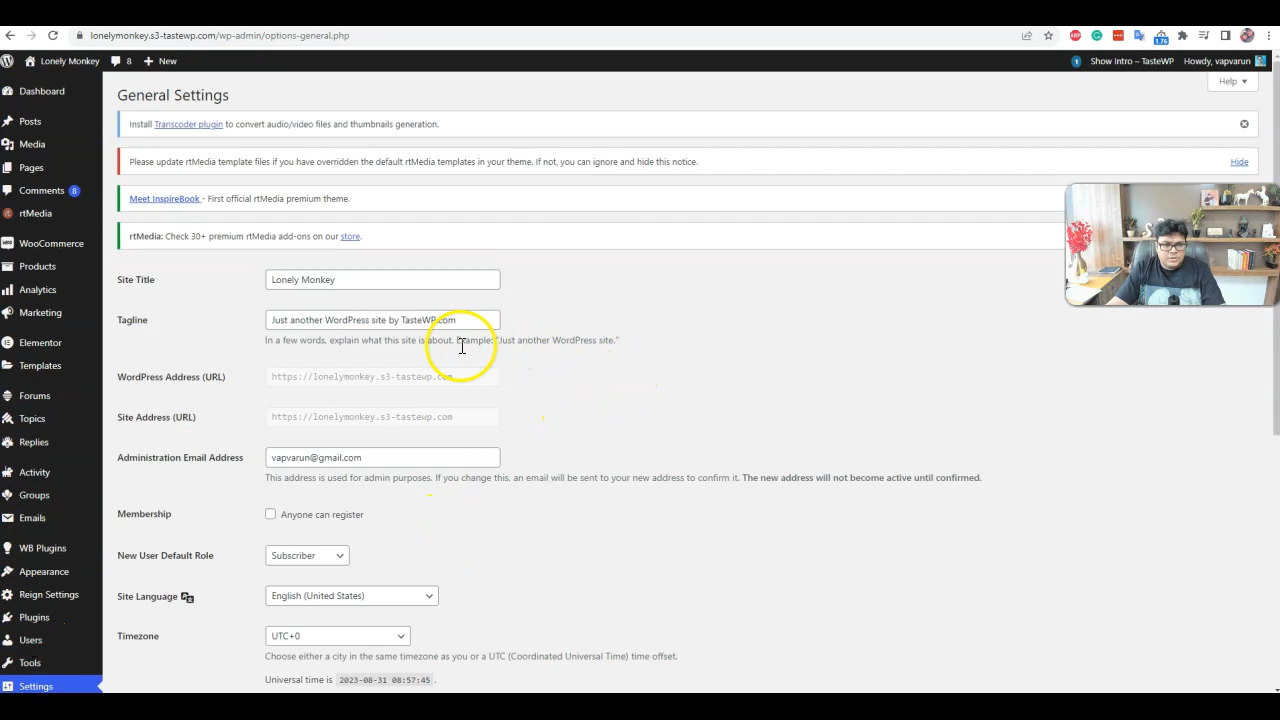 lonelymonkey.s3-tastewp.com/wp-admin/options-general.php
1.76
Lonely Monkey 8 New
1 Show Intro – TasteWP Howdy, vapvarun
Help
Dashboard
Posts
Media
Pages
Comments 8
rtMedia
WooCommerce
Products
Analytics
Marketing
Elementor
Templates
Forums
Topics
Replies
Activity
Groups
Emails
WB Plugins
Appearance
Reign Settings
Plugins
Users
Tools
Settings
General Settings
Install Transcoder plugin to convert audio/video files and thumbnails generation.
Please update rtMedia template files if you have overridden the default rtMedia templates in your theme. If not, you can ignore and hide this notice. Hide
Meet InspireBook - First official rtMedia premium theme.
rtMedia: Check 30+ premium rtMedia add-ons on our store.
Site Title Lonely Monkey
Tagline Just another WordPress site by TasteWP.com
In a few words, explain what this site is about. Example: “Just another WordPress site.”
WordPress Address (URL) https://lonelymonkey.s3-tastewp.com
Site Address (URL) https://lonelymonkey.s3-tastewp.com
Administration Email Address vapvarun@gmail.com
This address is used for admin purposes. If you change this, an email will be sent to your new address to confirm it. The new address will not become active until confirmed.
Membership Anyone can register
New User Default Role Subscriber
Site Language English (United States)
Timezone UTC+0
Choose either a city in the same timezone as you or a UTC (Coordinated Universal Time) time offset.
Universal time is 2023-08-31 08:57:45 .